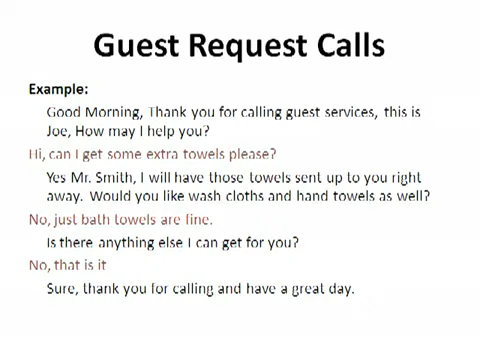 Guest Request Calls
Example:
Good Morning, Thank you for calling guest services, this is
Joe, How may I help you?
Hi, can I get some extra towels please?
Yes Mr. Smith, I will have those towels sent up to you right
away. Would you like wash cloths and hand towels as well?
No, just bath towels are fine.
Is there anything else I can get for you?
No, that is it
Sure, thank you for calling and have a great day.